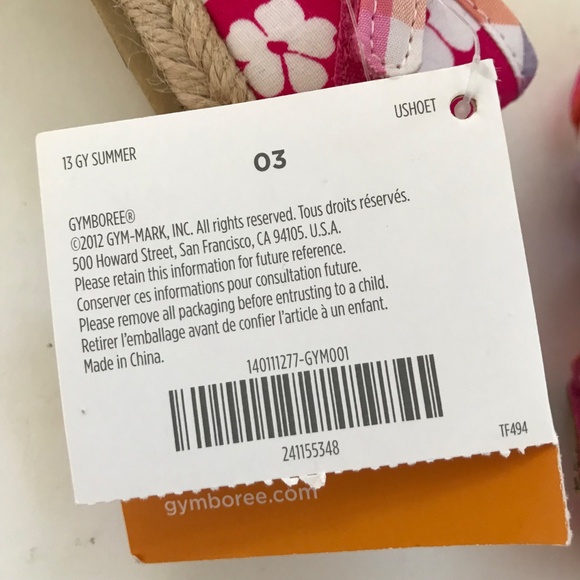 13 GY SUMMER
03
USHOET
GYMBOREE®
©2012 GYM-MARK, INC. All rights reserved. Tous droits réservés.
500 Howard Street, San Francisco, CA 94105. U.S.A.
Please retain this information for future reference.
Conserver ces informations pour consultation future.
Please remove all packaging before entrusting to a child.
Retirer l'emballage avant de confier l'article à un enfant.
Made in China.
140111277-GYM001
241155348
TF494
gymboree.com